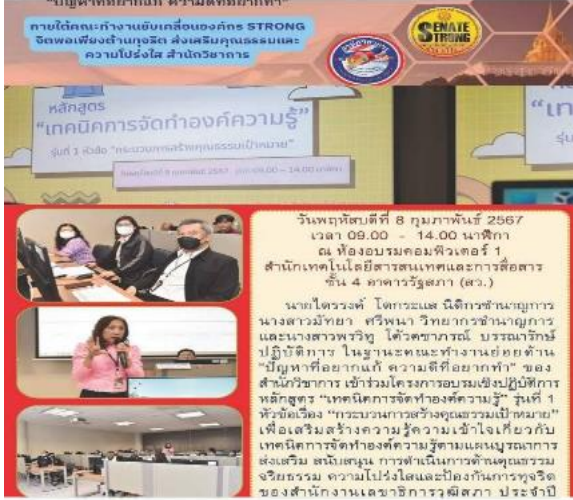 "ปัญหาที่อยากแก้ ความดีที่อยากทำ"
ภายใต้คณะทำงานขับเคลื่อนองค์กร STRONG
จิตพอเพียงต้านทุจริต ส่งเสริมคุณธรรมและ
ความโปร่งใส สำนักวิชาการ
SENATE
STRONG
หลักสูตร
"เทคนิคการจัดทำองค์ความรู้"
รุ่นที่ 1 หัวข้อ "กระบวนการสร้างคุณธรรมเป้าหมาย"
วันพฤหัสบดีที่ 8 กุมภาพันธ์ 2567 เวลา 09.00 - 14.00 นาฬิกา
วันพฤหัสบดีที่ 8 กุมภาพันธ์ 2567
เวลา 09.00 - 14.00 นาฬิกา
ณ ห้องอบรมคอมพิวเตอร์ 1
สำนักเทคโนโลยีสารสนเทศและการสื่อสาร
ชั้น 4 อาคารรัฐสภา (สว.)
นายไตรรงค์ โตกระแส นิติกรชำนาญการ
นางสาวมัทยา ศรีพนา วิทยากรชำนาญการ
และนางสาวพรวิทู โค้วคชาภรณ์ บรรณารักษ์
ปฏิบัติการ ในฐานะคณะทำงานย่อยด้าน
"ปัญหาที่อยากแก้ ความดีที่อยากทำ" ของ
สำนักวิชาการ เข้าร่วมโครงการอบรมเชิงปฏิบัติการ
หลักสูตร "เทคนิคการจัดทำองค์ความรู้" รุ่นที่ 1
หัวข้อเรื่อง "กระบวนการสร้างคุณธรรมเป้าหมาย"
เพื่อเสริมสร้างความรู้ความเข้าใจเกี่ยวกับ
เทคนิคการจัดทำองค์ความรู้ตามแผนบูรณาการ
ส่งเสริม สนับสนุน การดำเนินการด้านคุณธรรม
จริยธรรม ความโปร่งใสและป้องกันการทุจริต
ของสำนักงานเลขาธิการวุฒิสภา ประจำปี